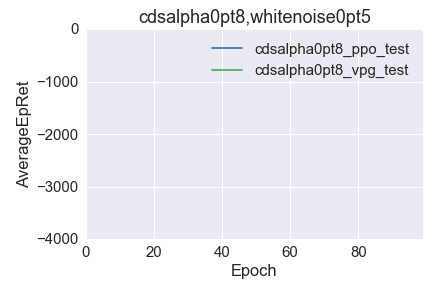 cdsalpha0pt8,whitenoise0pt5
cdsalpha0pt8_ppo_test
cdsalpha0pt8_vpg_test
AverageEpRet
0
−1000
−2000
−3000
−4000
0 20 40 60 80
Epoch